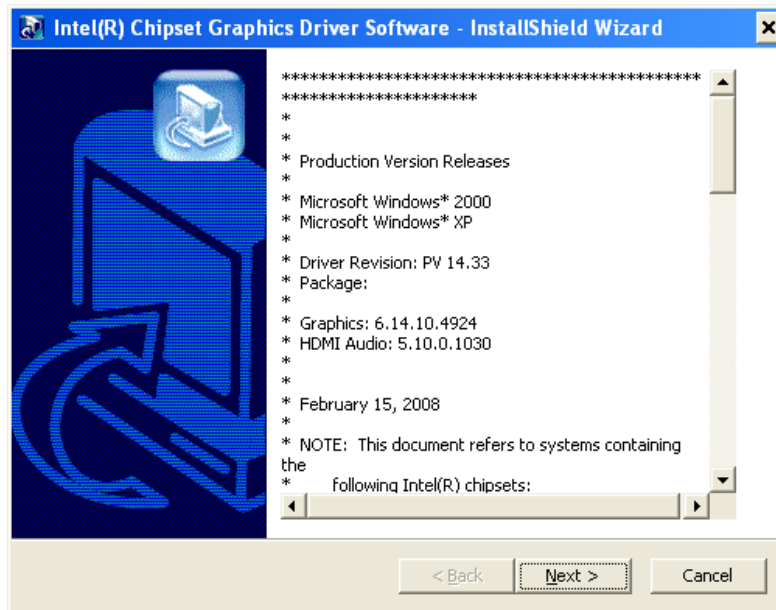 Intel(R) Chipset Graphics Driver Software - InstallShield Wizard
********************************************
*********************
*
*
* Production Version Releases
*
* Microsoft Windows* 2000
* Microsoft Windows* XP
*
* Driver Revision: PV 14.33
* Package:
*
* Graphics: 6.14.10.4924
* HDMI Audio: 5.10.0.1030
*
*
* February 15, 2008
*
* NOTE:  This document refers to systems containing
the
*      following Intel(R) chipsets:
< Back
Next >
Cancel